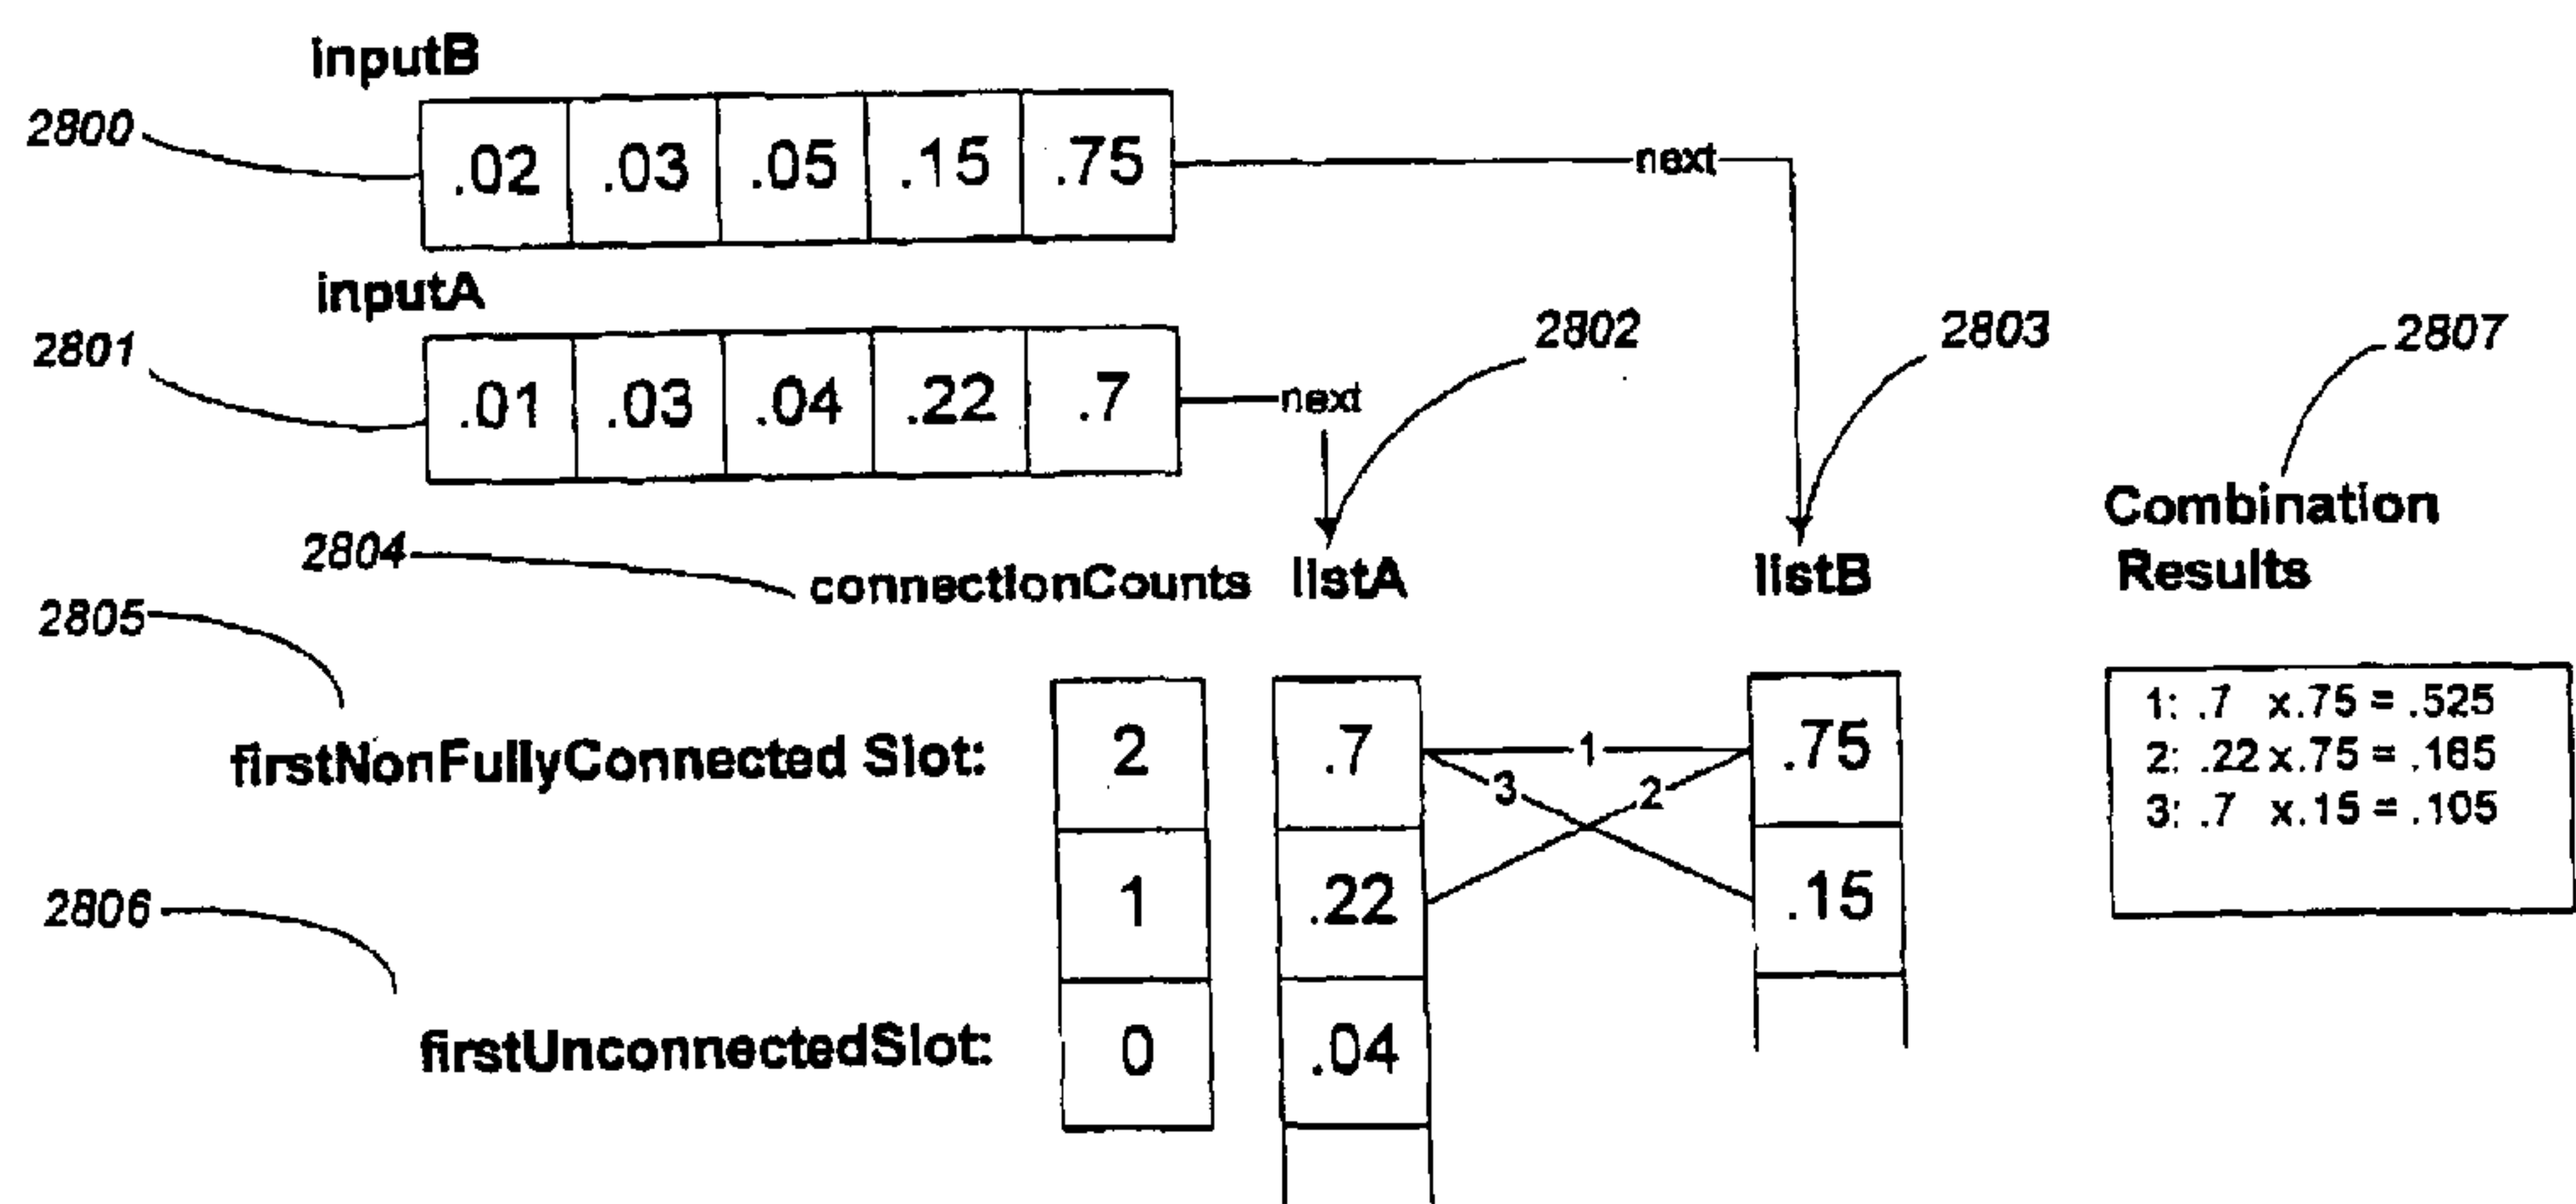 inputB
2800
.02 .03 .05 .15 .75
next
inputA
2801
.01 .03 .04 .22 .7
next
2802
2803
2807
Combination
Results
2804
connectionCounts listA listB
2805
firstNonFullyConnected Slot: 2 .7 1 .75
3 2
1 .22 .15
2806
firstUnconnectedSlot: 0 .04
1: .7 x.75 = .525
2: .22 x.75 = .165
3: .7 x.15 = .105